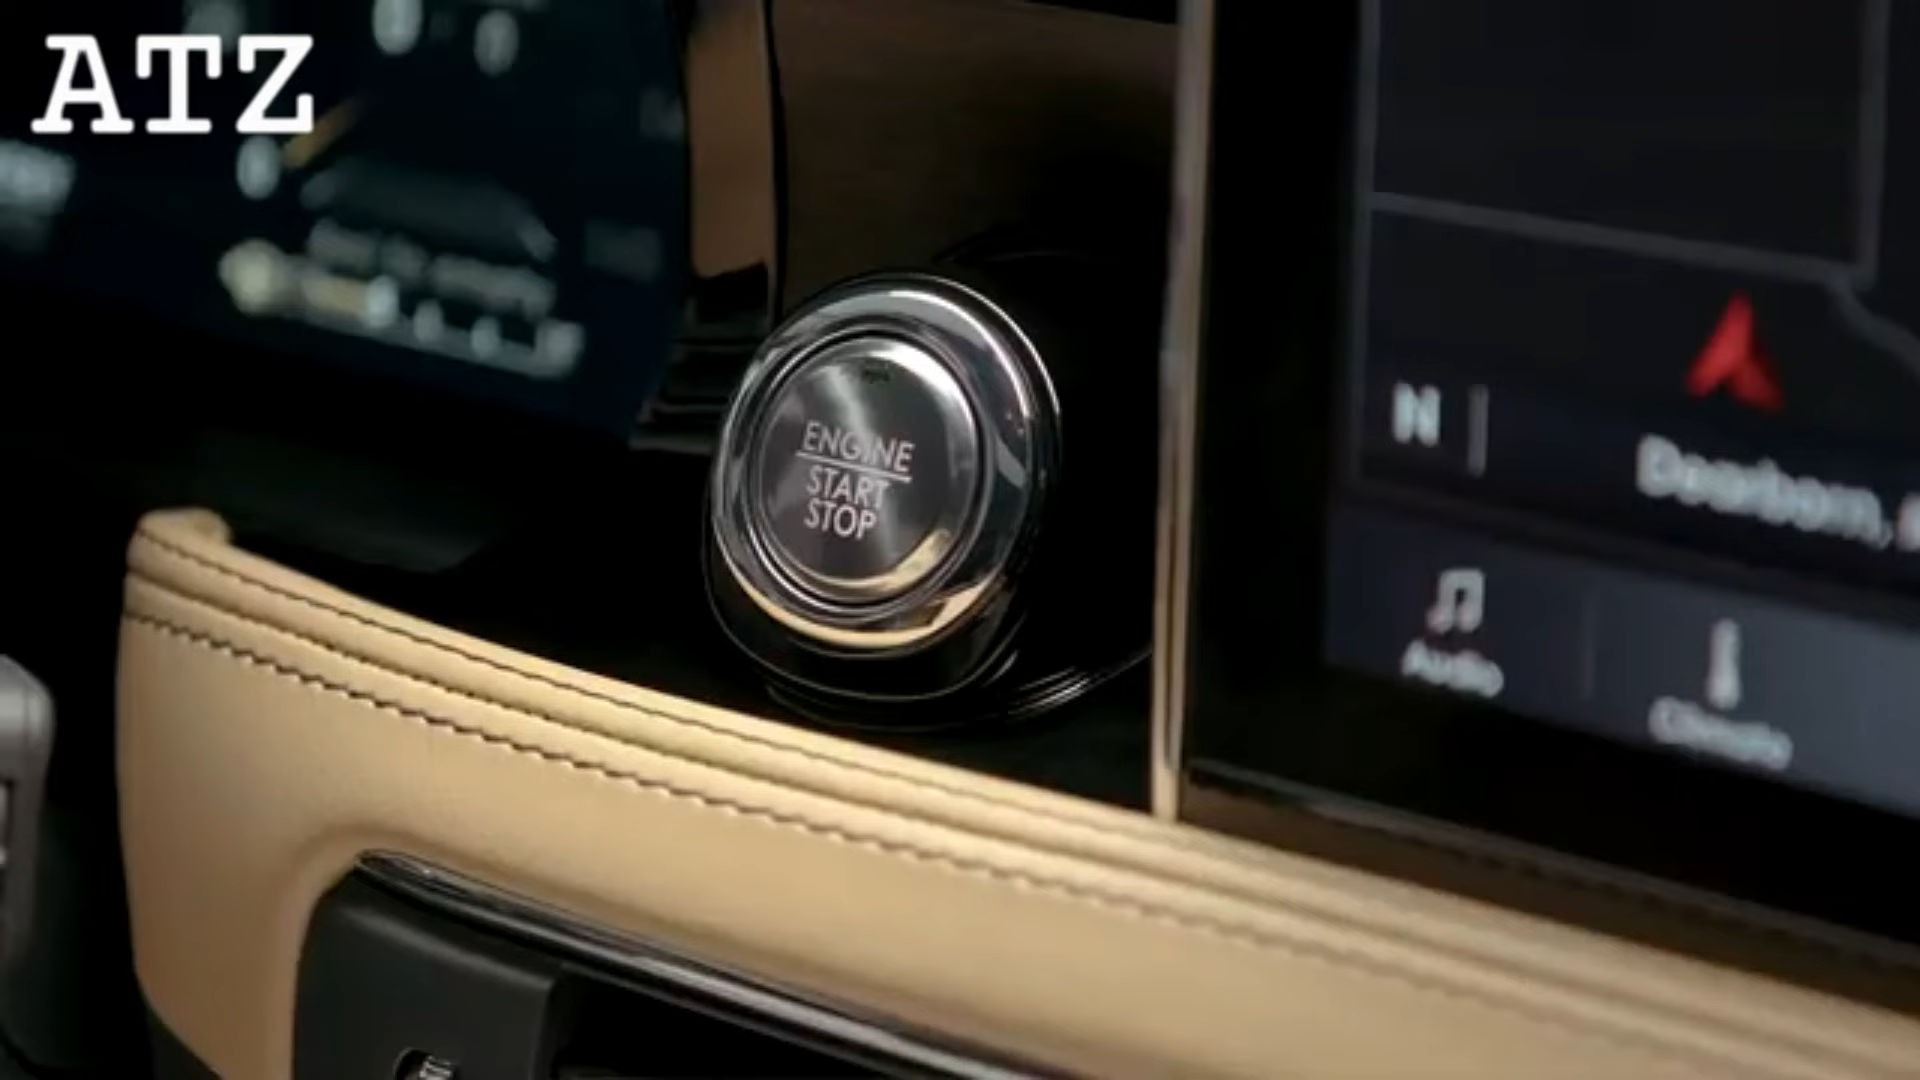 ATZ
ENGINE
START
STOP
N
Dearborn,
Audio
Climate